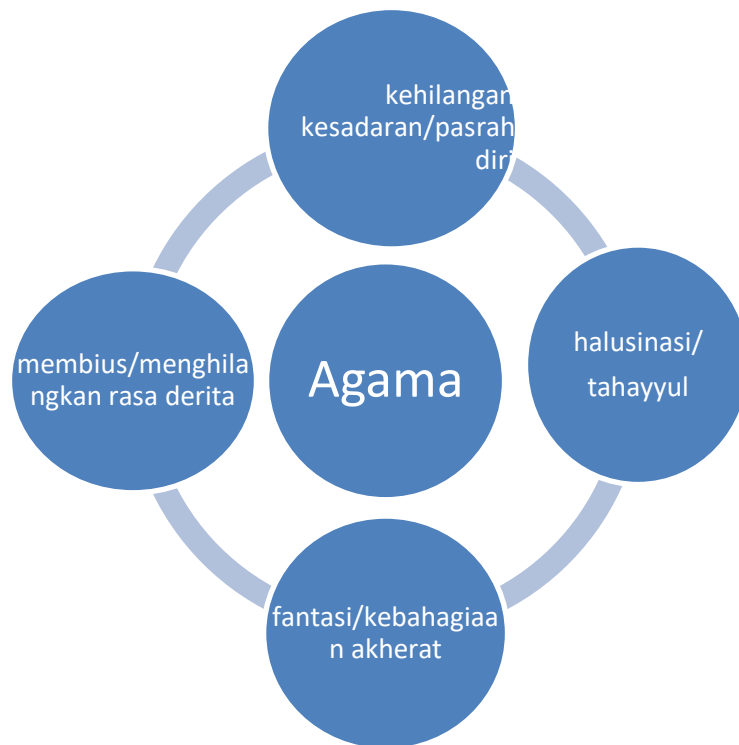 kehilangan
kesadaran/pasrah
diri
halusinasi/
tahayyul
Agama
membius/menghila
ngkan rasa derita
fantasi/kebahagiaa
n akherat